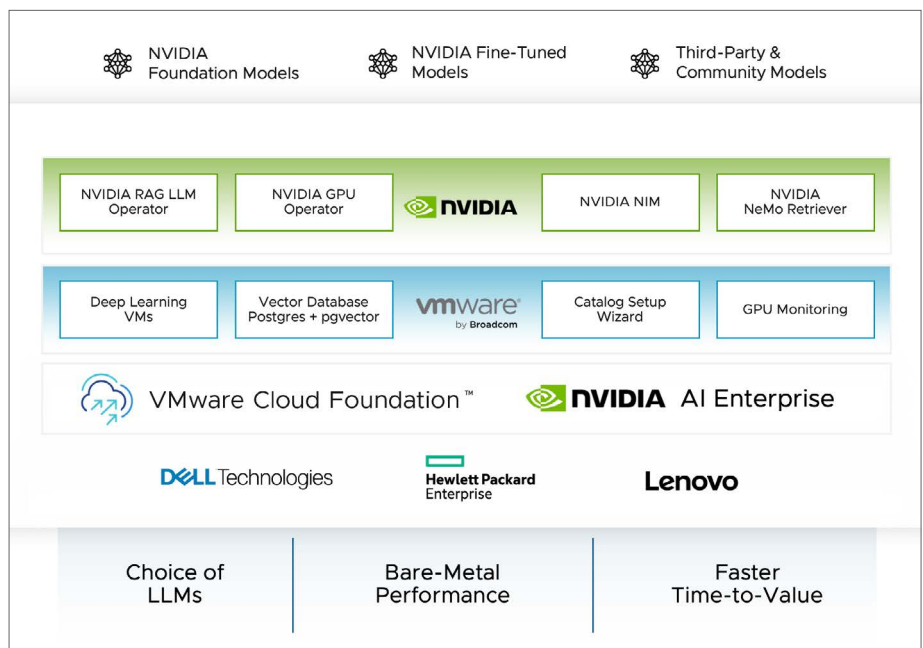 NVIDIA
Foundation Models
NVIDIA Fine-Tuned
Models
Third-Party &
Community Models
NVIDIA RAG LLM
Operator
NVIDIA GPU
Operator
NVIDIA
NVIDIA NIM
NVIDIA
NeMo Retriever
Deep Learning
VMs
Vector Database
Postgres + pgvector
vmware®
by Broadcom
Catalog Setup
Wizard
GPU Monitoring
VMware Cloud Foundation™
NVIDIA AI Enterprise
DELL Technologies
Hewlett Packard
Enterprise
Lenovo
Choice of
LLMs
Bare-Metal
Performance
Faster
Time-to-Value